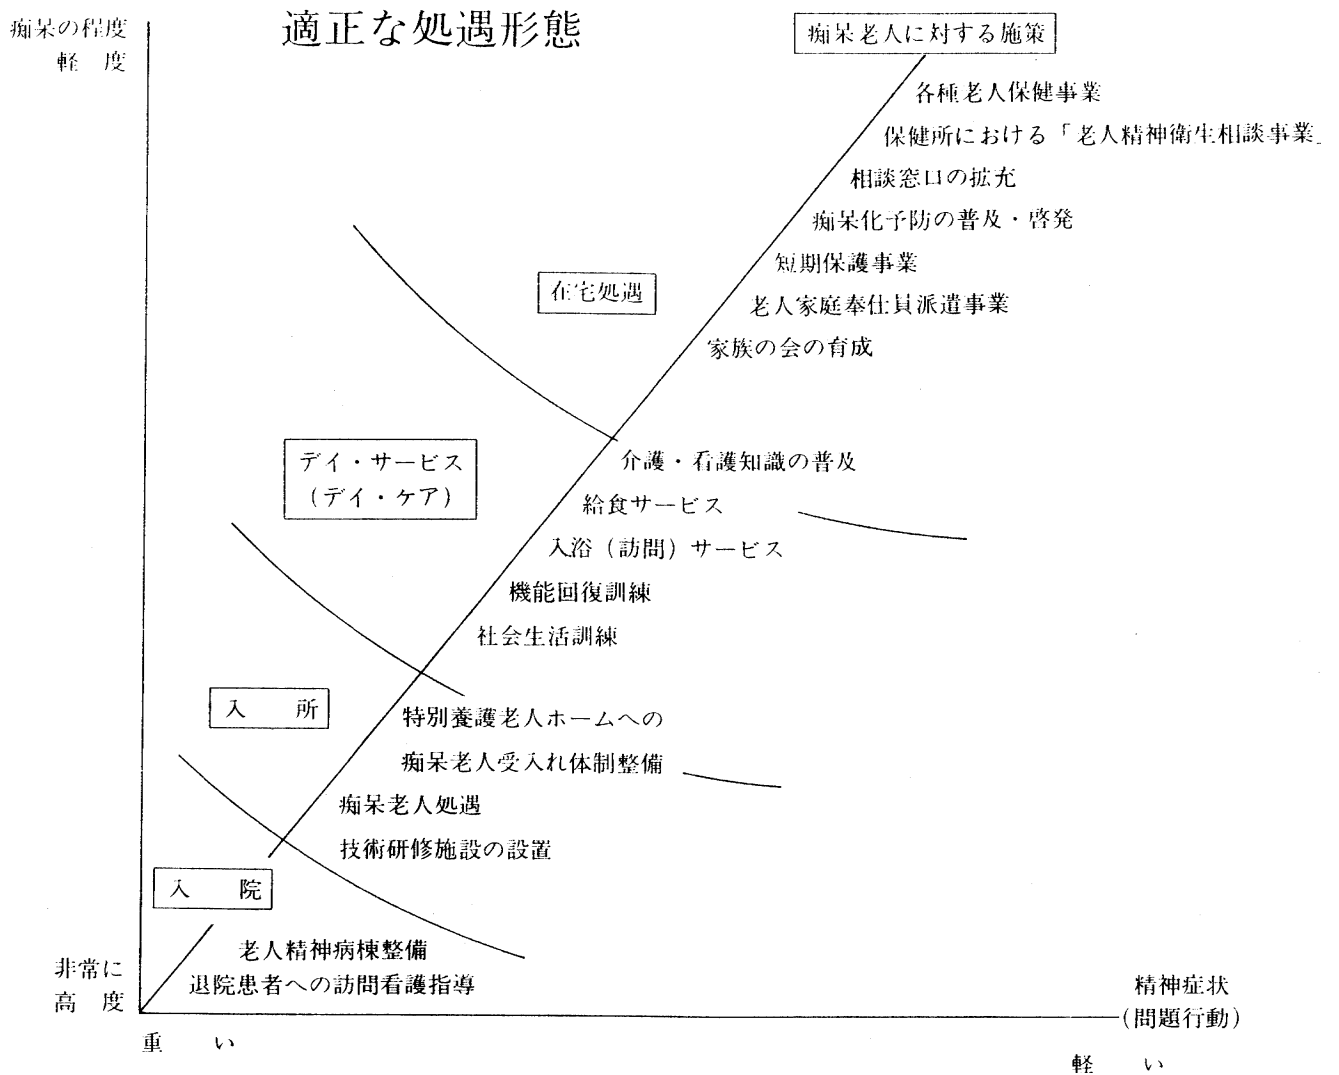 適正な処遇形態
痴呆の程度
軽 度
痴呆老人に対する施策
各種老人保健事業
保健所における「老人精神衛生相談事業」
相談窓口の拡充
痴呆化予防の普及・啓発
短期保護事業
在宅処遇
老人家庭奉仕員派遣事業
家族の会の育成
デイ・サービス
(デイ・ケア)
介護・看護知識の普及
給食サービス
入浴(訪問)サービス
機能回復訓練
社会生活訓練
入 所
特別養護老人ホームへの
痴呆老人受入れ体制整備
痴呆老人処遇
技術研修施設の設置
入 院
老人精神病棟整備
退院患者への訪問看護指導
非常に
高 度
重 い
精神症状
(問題行動)
軽 い